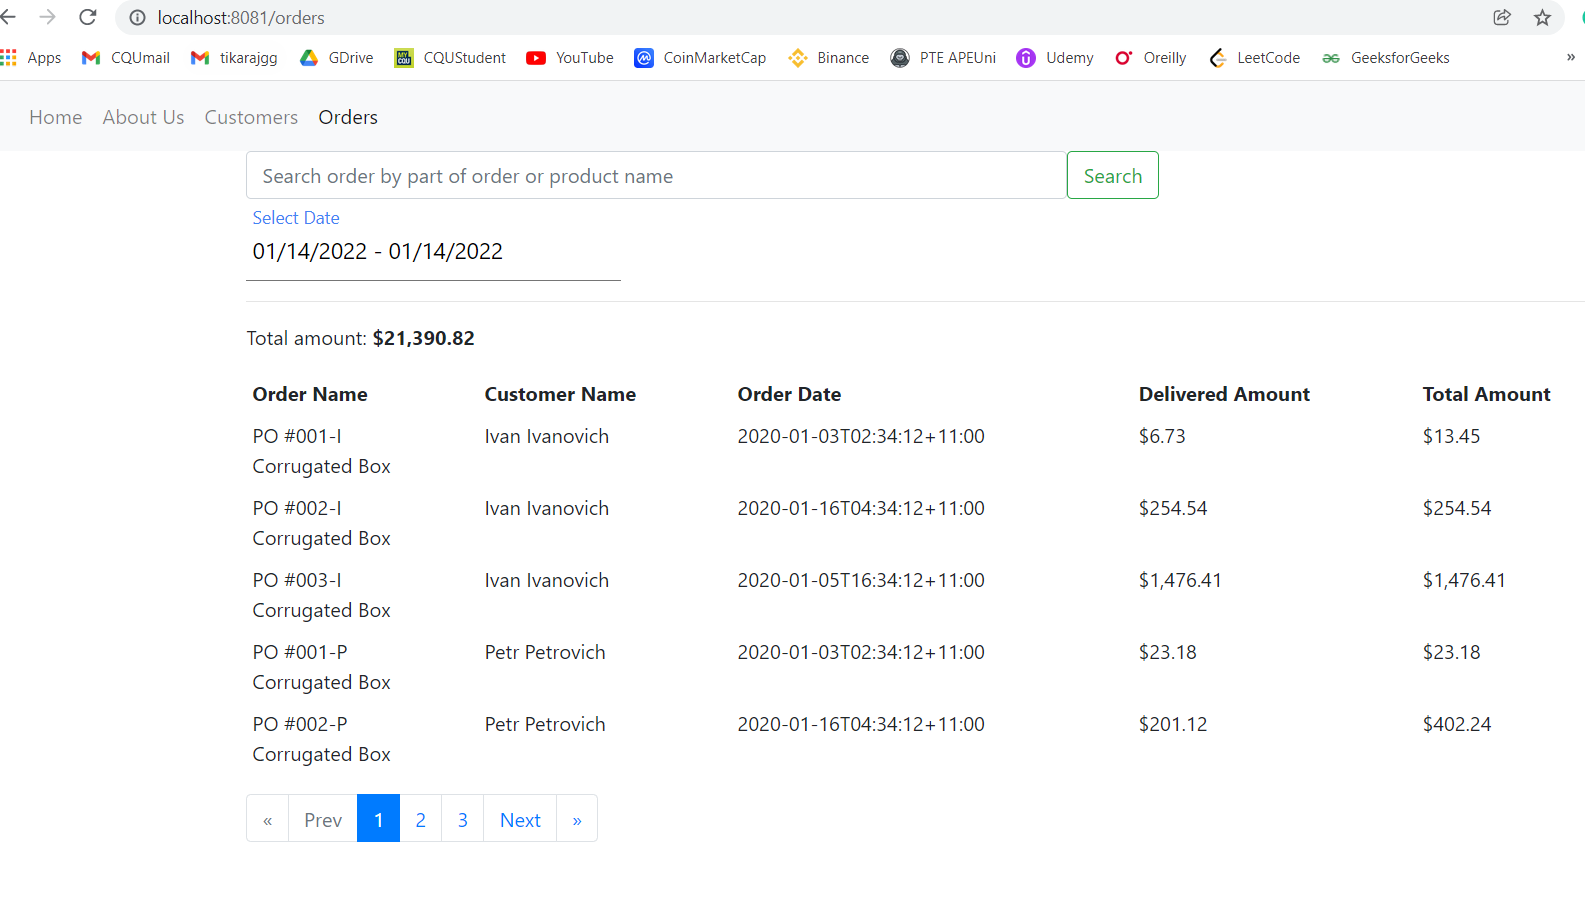 localhost:8081/orders
Apps CQUmail tikarajgg GDrive MY CQU CQUStudent YouTube CoinMarketCap Binance PTE APEUni Udemy Oreilly LeetCode GeeksforGeeks »
Home About Us Customers Orders
Search order by part of order or product name Search
Select Date
01/14/2022 - 01/14/2022
Total amount: $21,390.82
Order Name Customer Name Order Date Delivered Amount Total Amount
PO #001-I Ivan Ivanovich 2020-01-03T02:34:12+11:00 $6.73 $13.45
Corrugated Box
PO #002-I Ivan Ivanovich 2020-01-16T04:34:12+11:00 $254.54 $254.54
Corrugated Box
PO #003-I Ivan Ivanovich 2020-01-05T16:34:12+11:00 $1,476.41 $1,476.41
Corrugated Box
PO #001-P Petr Petrovich 2020-01-03T02:34:12+11:00 $23.18 $23.18
Corrugated Box
PO #002-P Petr Petrovich 2020-01-16T04:34:12+11:00 $201.12 $402.24
Corrugated Box
« Prev 1 2 3 Next »